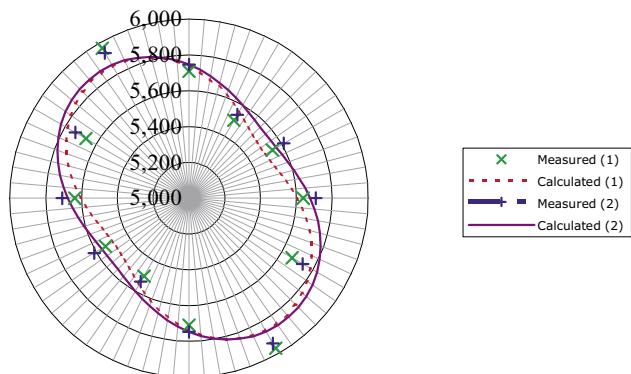 6,000
5,800
5,600
5,400
5,200
5,000
Measured (1)
Calculated (1)
Measured (2)
Calculated (2)